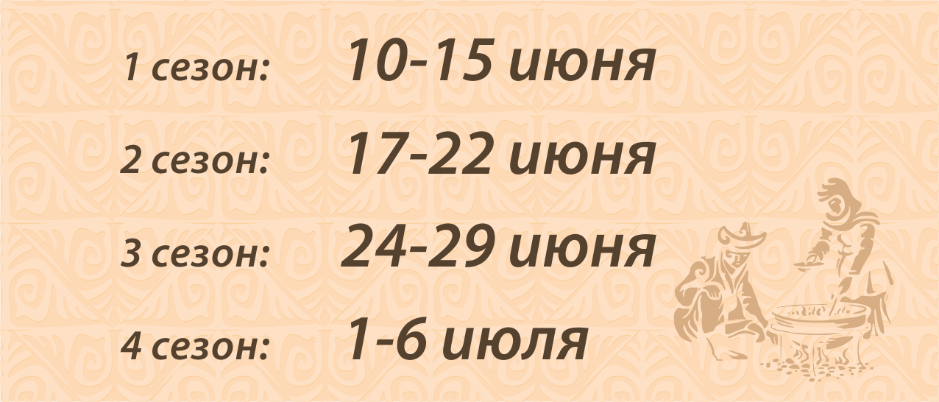 1 сезон: 10-15 июня
2 сезон: 17-22 июня
3 сезон: 24-29 июня
4 сезон: 1-6 июля